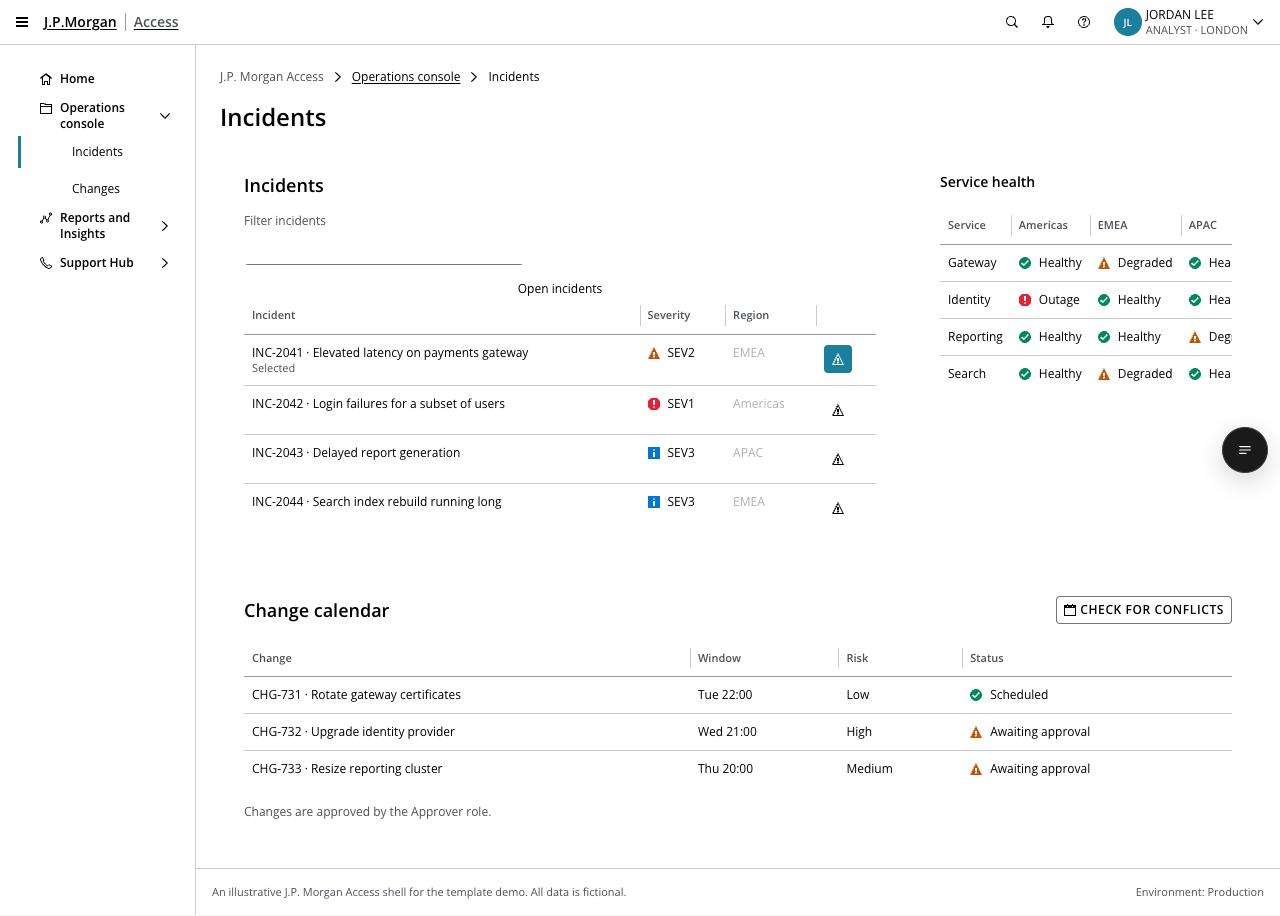 J.P.Morgan Access
JL
JORDAN LEE
ANALYST · LONDON
Home
Operations console
Incidents
Changes
Reports and Insights
Support Hub
J.P. Morgan Access > Operations console > Incidents
Incidents
Incidents
Filter incidents
Open incidents
Incident Severity Region
INC-2041 · Elevated latency on payments gateway SEV2 EMEA
Selected
INC-2042 · Login failures for a subset of users SEV1 Americas
INC-2043 · Delayed report generation SEV3 APAC
INC-2044 · Search index rebuild running long SEV3 EMEA
Service health
Service Americas EMEA APAC
Gateway Healthy Degraded Hea
Identity Outage Healthy Hea
Reporting Healthy Healthy Deg
Search Healthy Degraded Hea
Change calendar
CHECK FOR CONFLICTS
Change Window Risk Status
CHG-731 · Rotate gateway certificates Tue 22:00 Low Scheduled
CHG-732 · Upgrade identity provider Wed 21:00 High Awaiting approval
CHG-733 · Resize reporting cluster Thu 20:00 Medium Awaiting approval
Changes are approved by the Approver role.
An illustrative J.P. Morgan Access shell for the template demo. All data is fictional.
Environment: Production